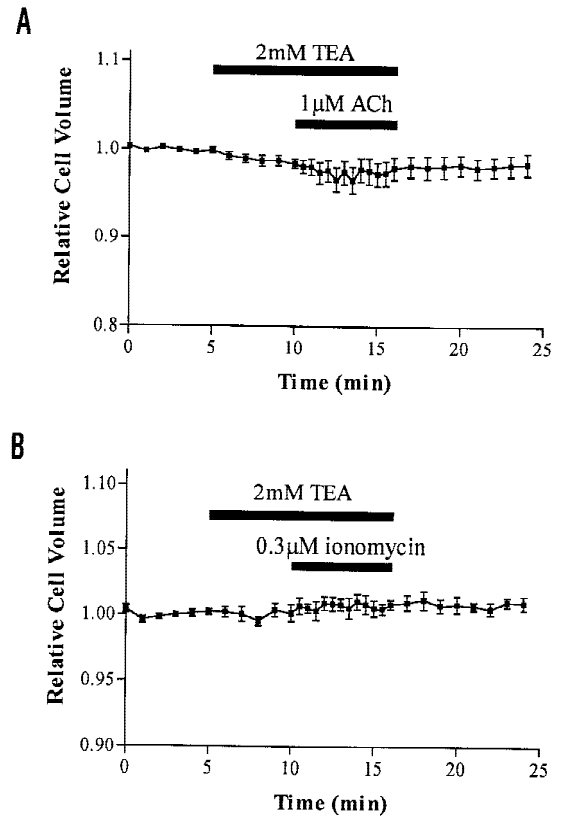 A
2mM TEA
1μM ACh
Relative Cell Volume
1.1
1.0
0.9
0.8
0 5 10 15 20 25
Time (min)
B
2mM TEA
0.3μM ionomycin
Relative Cell Volume
1.10
1.05
1.00
0.95
0.90
0 5 10 15 20 25
Time (min)